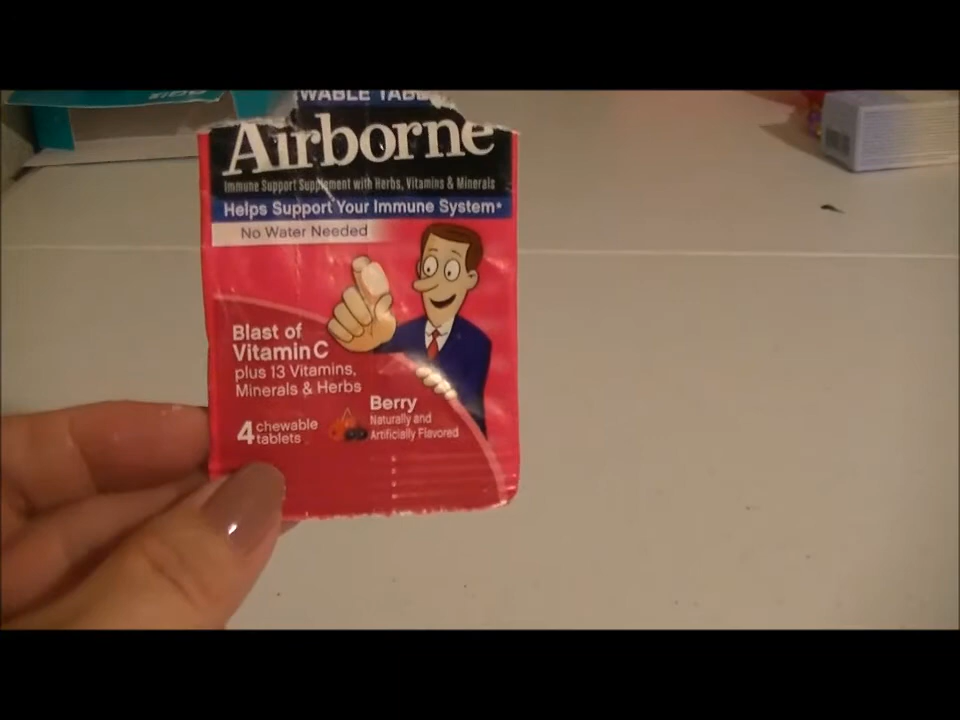 Airborne
Immune Support Supplement with Herbs, Vitamins & Minerals
Helps Support Your Immune System*
No Water Needed
Blast of
Vitamin C
plus 13 Vitamins,
Minerals & Herbs
4 chewable
tablets
Berry
Naturally and
Artificially Flavored